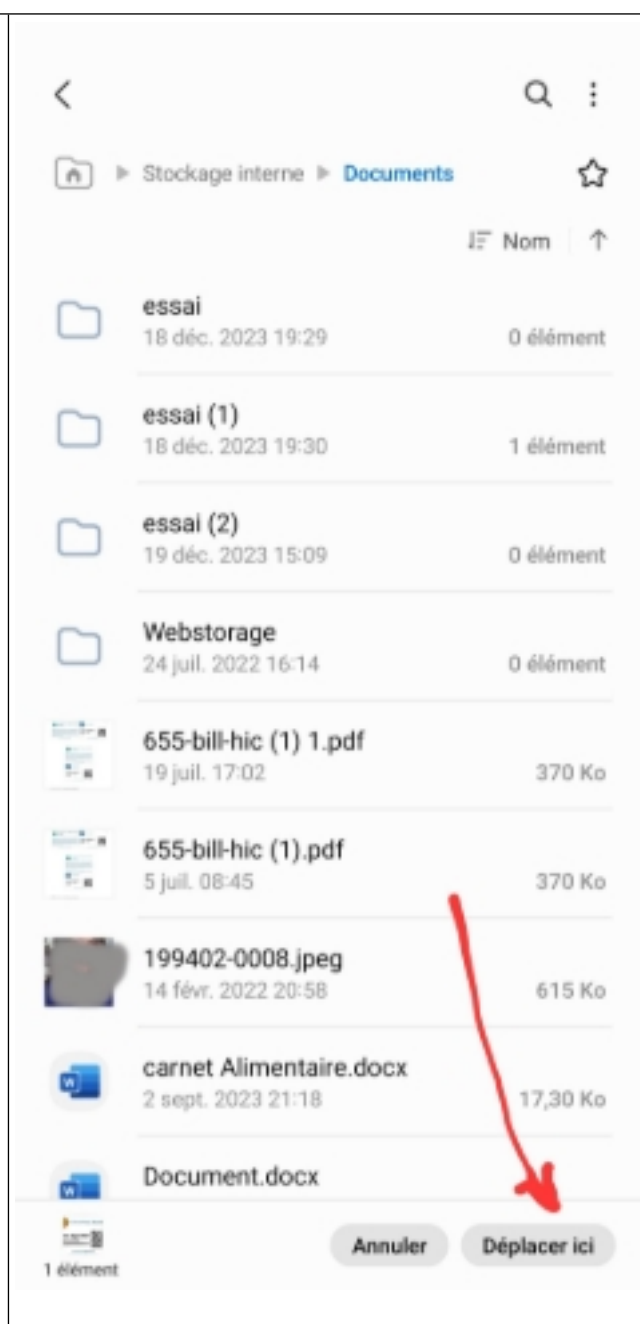 Stockage interne Documents
Nom
essai
18 déc. 2023 19:29
0 élément
essai (1)
18 déc. 2023 19:30
1 élément
essai (2)
19 déc. 2023 15:09
0 élément
Webstorage
24 juil. 2022 16:14
0 élément
655-bill-hic (1) 1.pdf
19 juil. 17:02
370 Ko
655-bill-hic (1).pdf
5 juil. 08:45
370 Ko
199402-0008.jpeg
14 févr. 2022 20:58
615 Ko
carnet Alimentaire.docx
2 sept. 2023 21:18
17,30 Ko
Document.docx
1 élément
Annuler
Déplacer ici